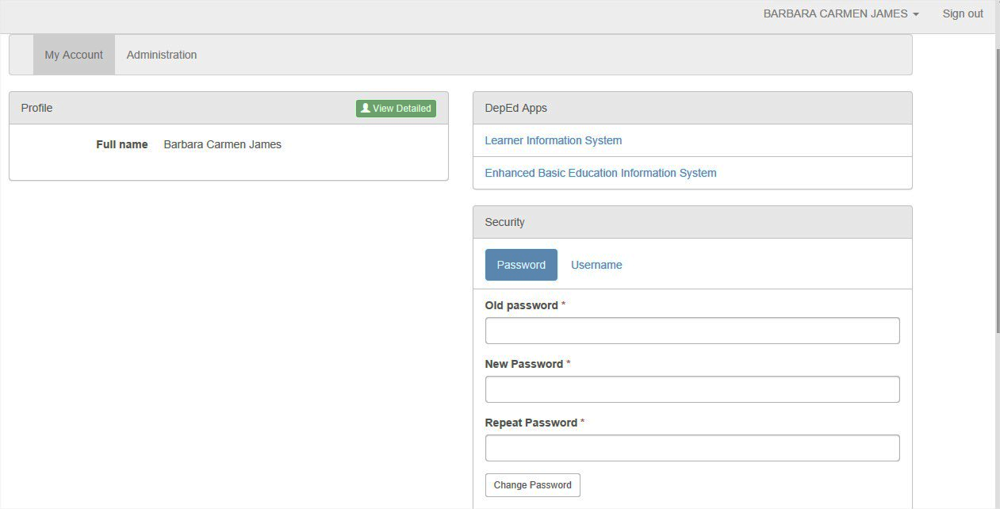 BARBARA CARMEN JAMES
Sign out
My Account
Administration
Profile
View Detailed
Full name Barbara Carmen James
DepEd Apps
Learner Information System
Enhanced Basic Education Information System
Security
Password
Username
Old password *
New Password *
Repeat Password *
Change Password